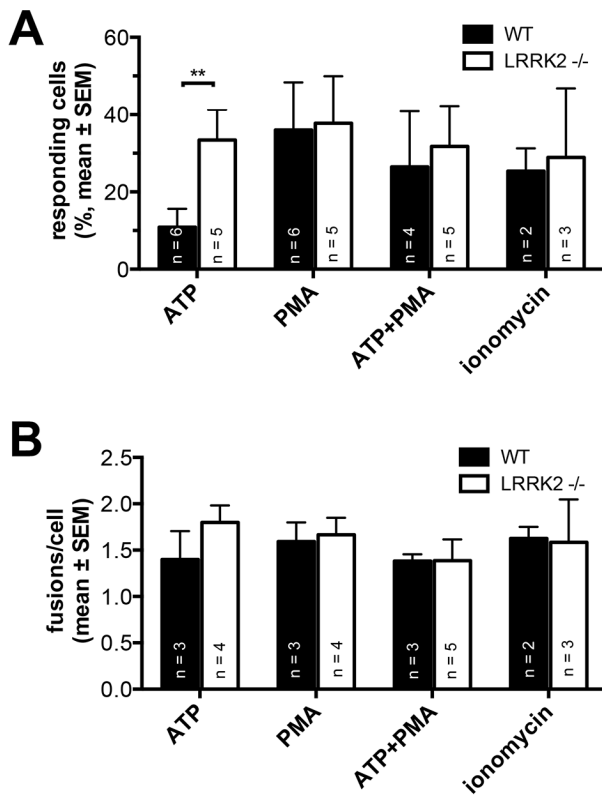 A
WT
LRRK2 -/-
responding cells
(%, mean ± SEM)
60
40
20
0
**
n = 6
n = 5
n = 6
n = 5
n = 4
n = 5
n = 2
n = 3
ATP
PMA
ATP+PMA
ionomycin
B
WT
LRRK2 -/-
fusions/cell
(mean ± SEM)
2.5
2.0
1.5
1.0
0.5
0.0
n = 3
n = 4
n = 3
n = 4
n = 3
n = 5
n = 2
n = 3
ATP
PMA
ATP+PMA
ionomycin